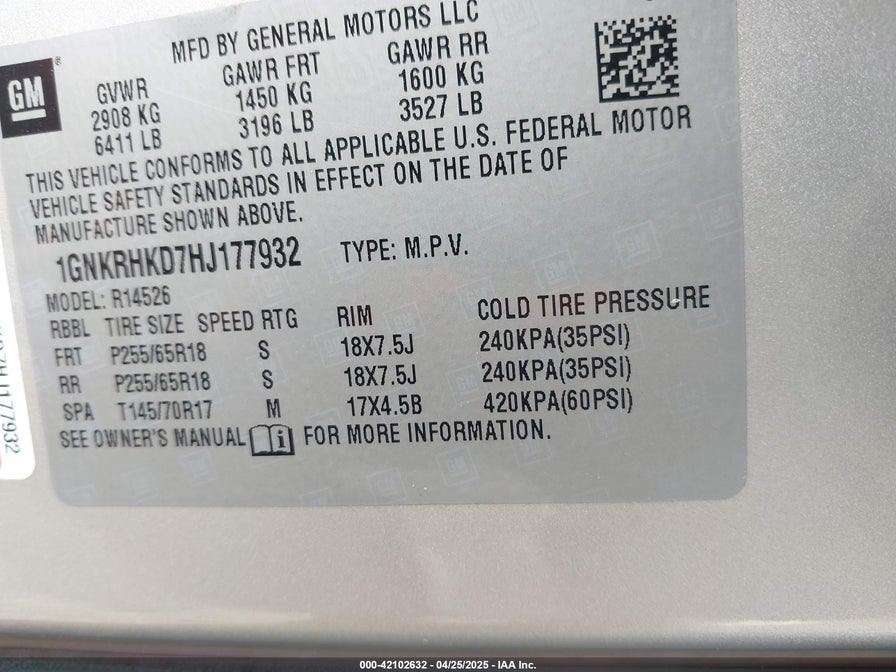 MFD BY GENERAL MOTORS LLC
GM
GVWR GAWR FRT GAWR RR
2908 KG 1450 KG 1600 KG
6411 LB 3196 LB 3527 LB
THIS VEHICLE CONFORMS TO ALL APPLICABLE U.S. FEDERAL MOTOR
VEHICLE SAFETY STANDARDS IN EFFECT ON THE DATE OF
MANUFACTURE SHOWN ABOVE.
1GNKRHKD7HJ177932 TYPE: M.P.V.
MODEL: R14526
RBBL TIRE SIZE SPEED RTG RIM COLD TIRE PRESSURE
FRT P255/65R18 S 18X7.5J 240KPA(35PSI)
RR P255/65R18 S 18X7.5J 240KPA(35PSI)
SPA T145/70R17 M 17X4.5B 420KPA(60PSI)
SEE OWNER'S MANUAL FOR MORE INFORMATION.
J177932
000-42102632 - 04/25/2025 - IAA Inc.